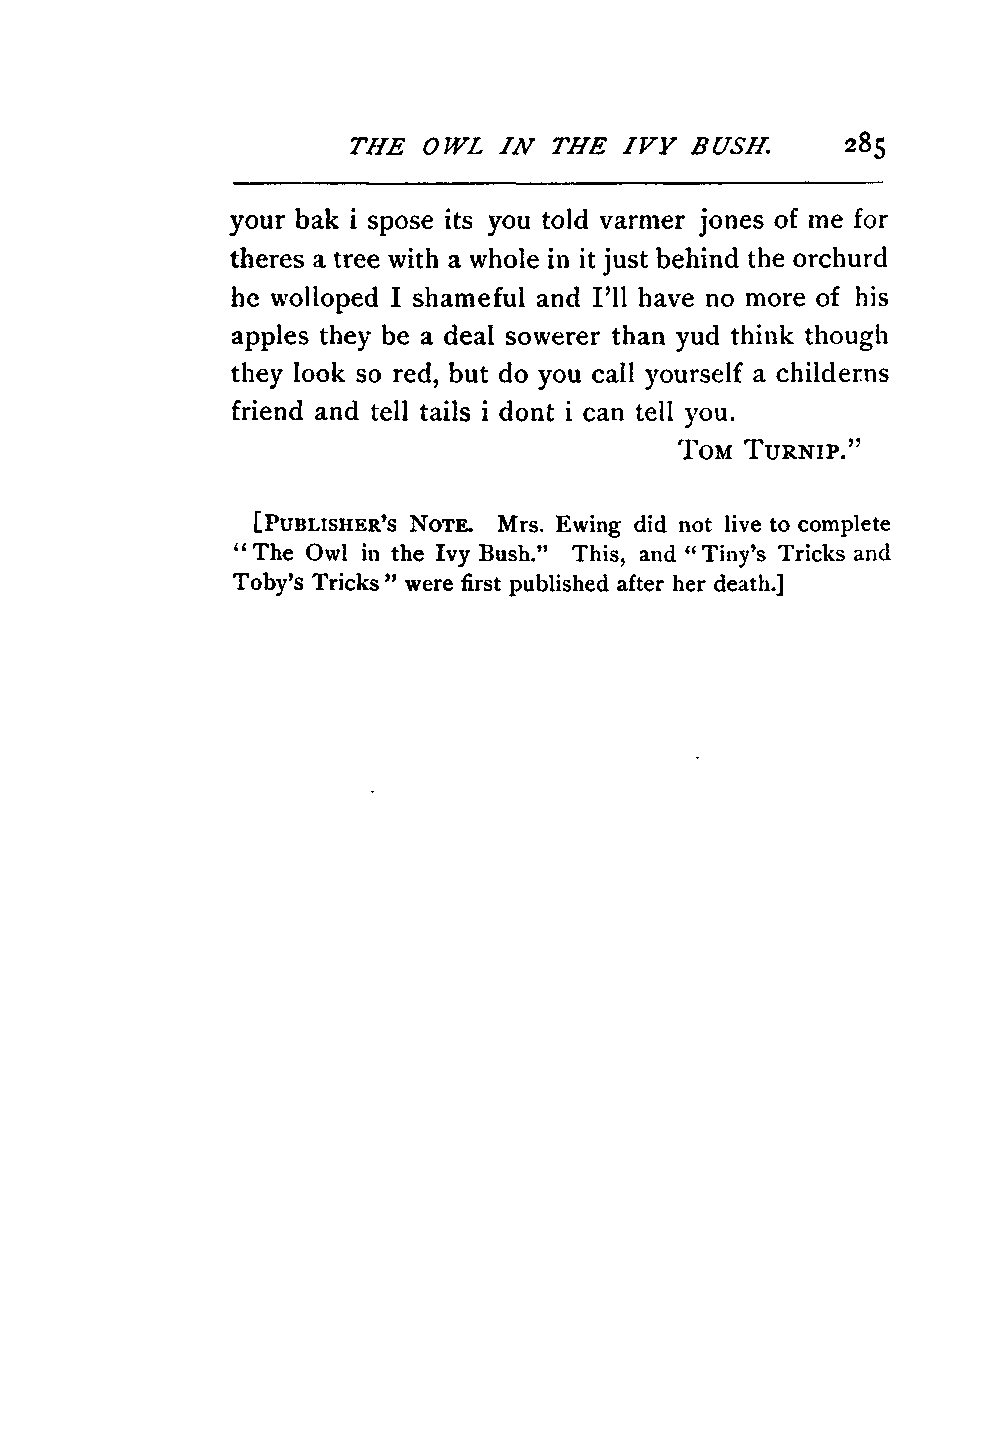 THE OWL IN THE IVY BUSH. 285
your bak i spose its you told varmer jones of me for
theres a tree with a whole in it just behind the orchurd
he wolloped I shameful and I'll have no more of his
apples they be a deal sowerer than yud think though
they look so red, but do you call yourself a childerns
friend and tell tails i dont i can tell you.
TOM TURNIP."
[PUBLISHER'S NOTE. Mrs. Ewing did not live to complete
"The Owl in the Ivy Bush." This, and "Tiny's Tricks and
Toby's Tricks" were first published after her death.]